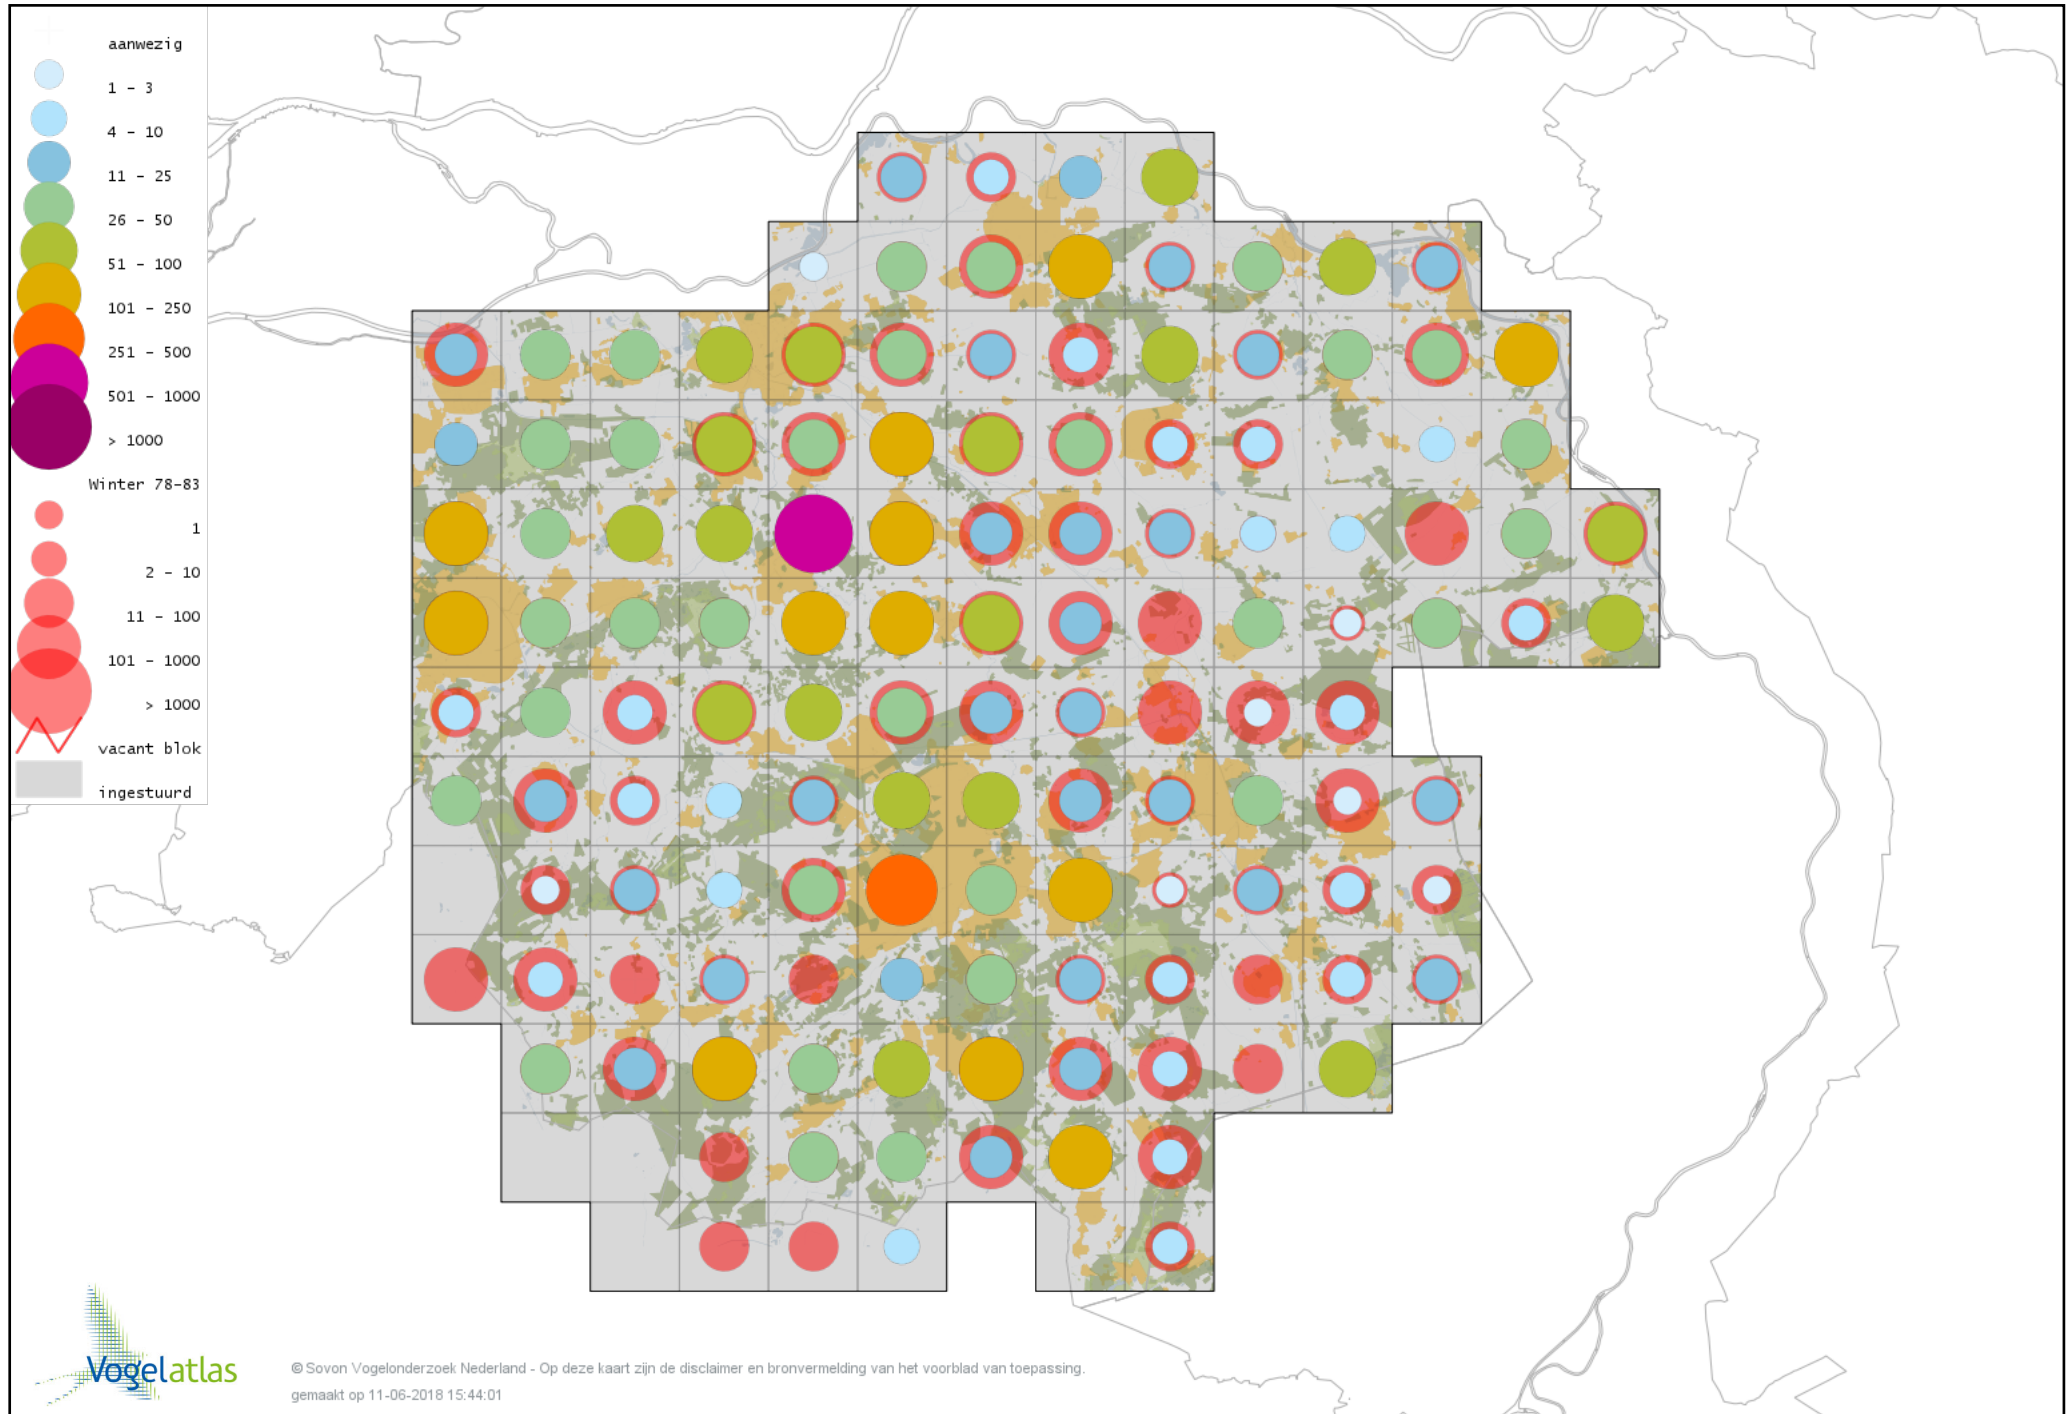 aanwezig
1 - 3
4 - 10
11 - 25
26 - 50
51 - 100
101 - 250
251 - 500
501 - 1000
> 1000
Winter 78-83
1
2 - 10
11 - 100
101 - 1000
> 1000
vacant blok
ingestuurd
Vogelatlas
© Sovon Vogelonderzoek Nederland - Op deze kaart zijn de disclaimer en bronvermelding van het voorblad van toepassing.
gemaakt op 11-06-2018 15:44:01